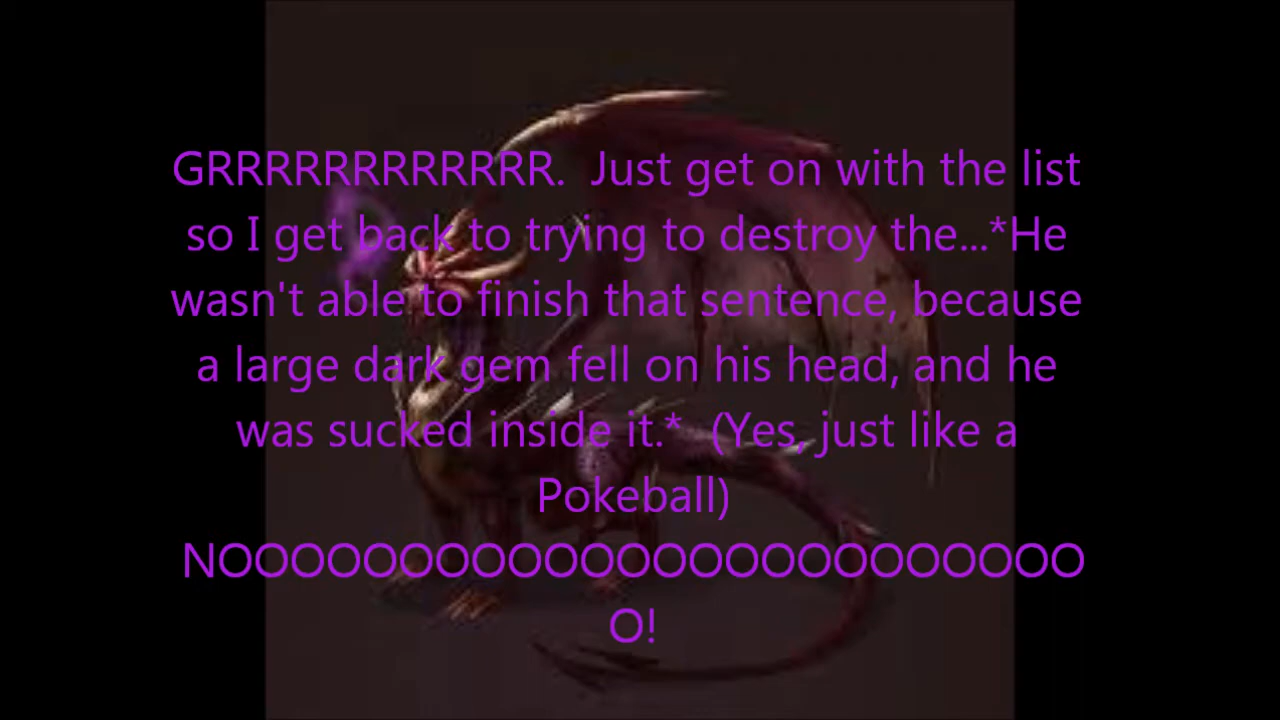 GRRRRRRRRRRRR.  Just get on with the list
so I get back to trying to destroy the...*He
wasn't able to finish that sentence, because
a large dark gem fell on his head, and he
was sucked inside it.*  (Yes, just like a
Pokeball)
NOOOOOOOOOOOOOOOOOOOOOOOO
O!